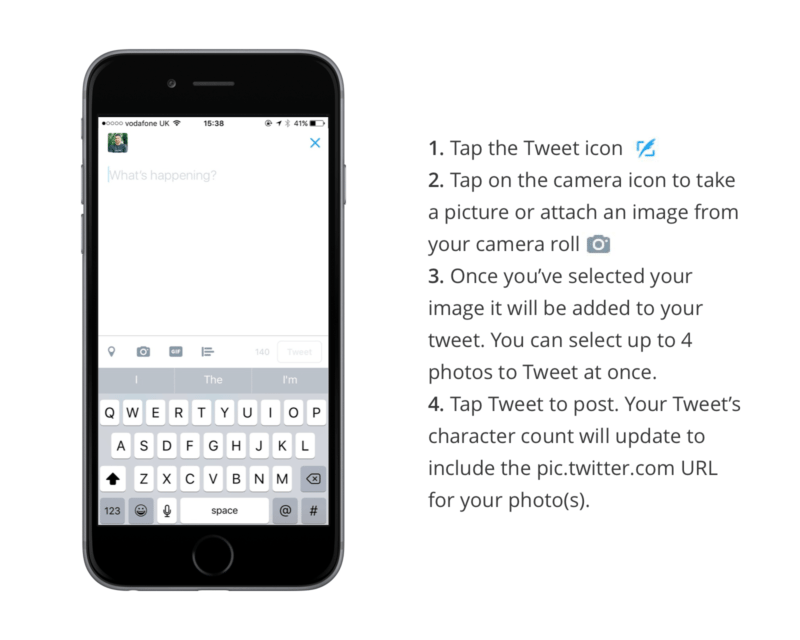 vodafone UK 15:38 41%
What's happening?
GIF 140 Tweet
I The I'm
Q W E R T Y U I O P
A S D F G H J K L
Z X C V B N M
123 space @ #
1. Tap the Tweet icon
2. Tap on the camera icon to take
a picture or attach an image from
your camera roll
3. Once you've selected your
image it will be added to your
tweet. You can select up to 4
photos to Tweet at once.
4. Tap Tweet to post. Your Tweet's
character count will update to
include the pic.twitter.com URL
for your photo(s).